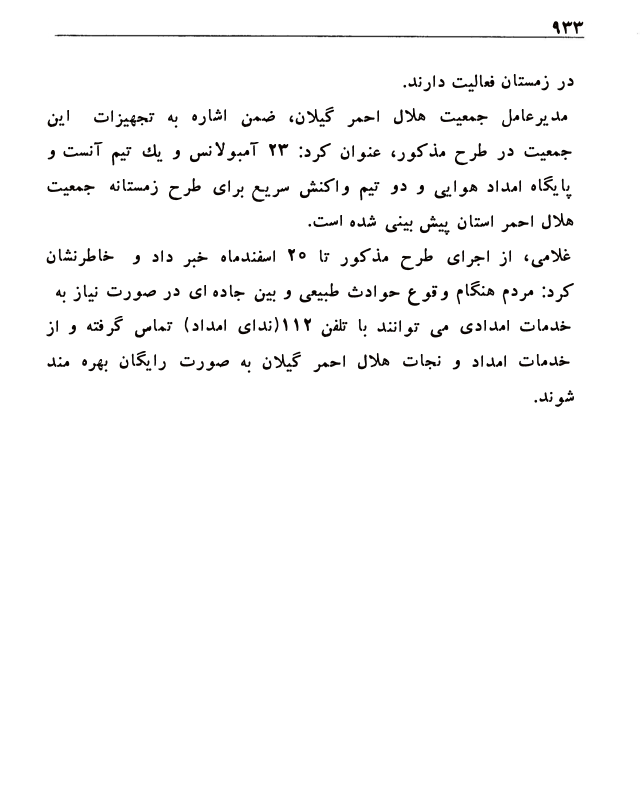 ۹۳۳
در زمستان فعالیت دارند.
مدیرعامل جمعیت هلال احمر گیلان، ضمن اشاره به تجهیزات این
جمعیت در طرح مذکور، عنوان کرد: ۲۳ آمبولانس و یك تیم آنست و
پایگاه امداد هوایی و دو تیم واکنش سریع برای طرح زمستانه جمعیت
هلال احمر استان پیش بینی شده است.
غلامی، از اجرای طرح مذکور تا ۲۵ اسفندماه خبر داد و خاطرنشان
کرد: مردم هنگام وقوع حوادث طبیعی و بین جاده ای در صورت نیاز به
خدمات امدادی می توانند با تلفن ۱۱۲(ندای امداد) تماس گرفته و از
خدمات امداد و نجات هلال احمر گیلان به صورت رایگان بهره مند
شوند.